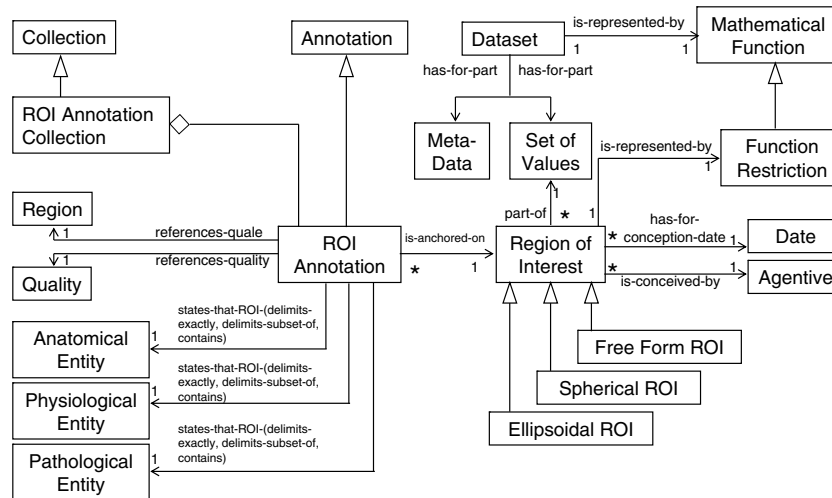 Collection
Annotation
Dataset
is-represented-by
1
1
Mathematical
Function
has-for-part
has-for-part
ROI Annotation
Collection
Meta-
Data
Set of
Values
is-represented-by
1
Function
Restriction
1
part-of
*
1
Region
1
references-quale
ROI
Annotation
is-anchored-on
*
1
Region of
Interest
*
has-for-
conception-date
1
Date
Quality
1
references-quality
*
is-conceived-by
1
Agentive
states-that-ROI-(delimits-
exactly, delimits-subset-of,
contains)
1
Anatomical
Entity
Free Form ROI
states-that-ROI-(delimits-
exactly, delimits-subset-of,
contains)
1
Physiological
Entity
Spherical ROI
states-that-ROI-(delimits-
exactly, delimits-subset-of,
contains)
1
Pathological
Entity
Ellipsoidal ROI